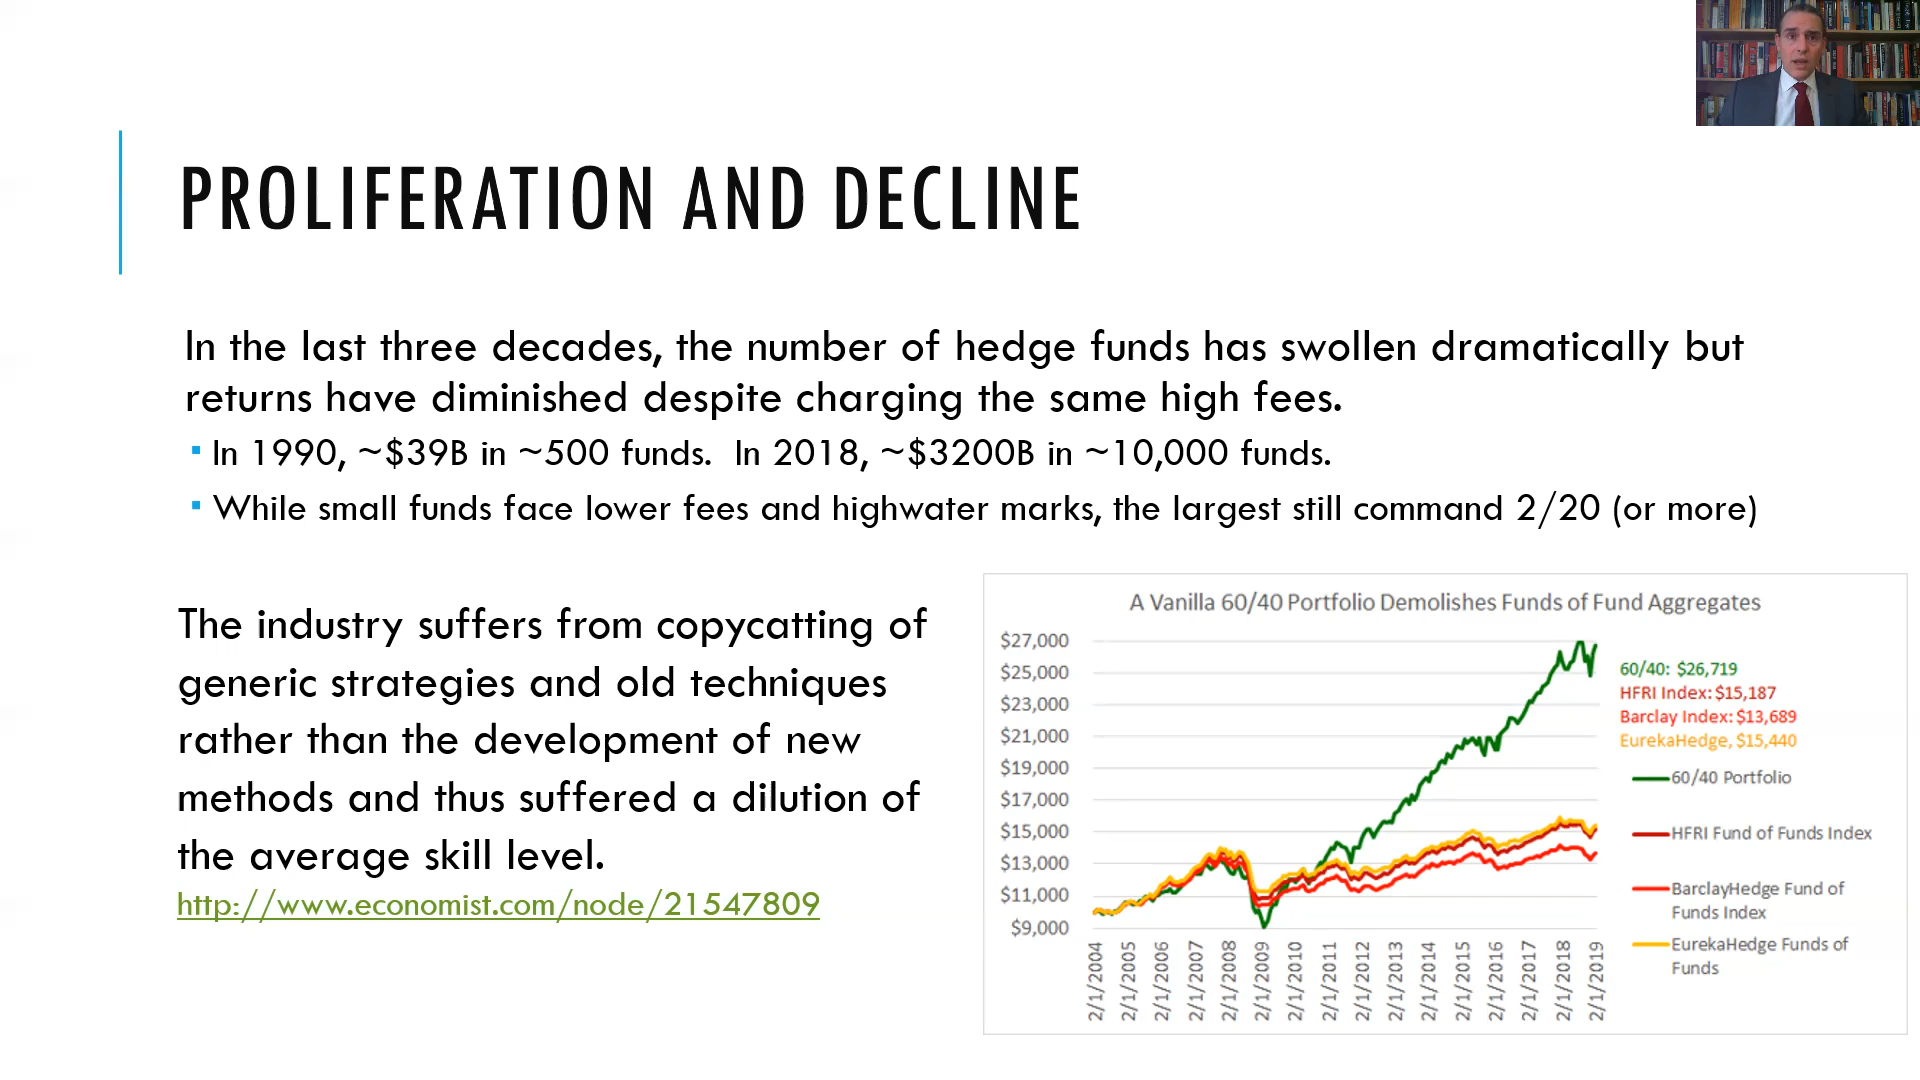 PROLIFERATION AND DECLINE
In the last three decades, the number of hedge funds has swollen dramatically but
returns have diminished despite charging the same high fees.
▪ In 1990, ~$39B in ~500 funds.  In 2018, ~$3200B in ~10,000 funds.
▪ While small funds face lower fees and highwater marks, the largest still command 2/20 (or more)
The industry suffers from copycatting of
generic strategies and old techniques
rather than the development of new
methods and thus suffered a dilution of
the average skill level.
http://www.economist.com/node/21547809
A Vanilla 60/40 Portfolio Demolishes Funds of Fund Aggregates
$27,000
$25,000
$23,000
$21,000
$19,000
$17,000
$15,000
$13,000
$11,000
$9,000
2/1/2004
2/1/2005
2/1/2006
2/1/2007
2/1/2008
2/1/2009
2/1/2010
2/1/2011
2/1/2012
2/1/2013
2/1/2014
2/1/2015
2/1/2016
2/1/2017
2/1/2018
2/1/2019
60/40: $26,719
HFRI Index: $15,187
Barclay Index: $13,689
EurekaHedge, $15,440
60/40 Portfolio
HFRI Fund of Funds Index
BarclayHedge Fund of
Funds Index
EurekaHedge Funds of
Funds